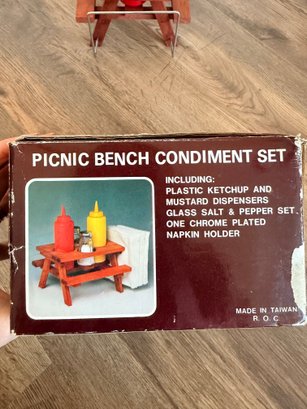 PICNIC BENCH CONDIMENT SET
INCLUDING:
PLASTIC KETCHUP AND
MUSTARD DISPENSERS
GLASS SALT & PEPPER SET.
ONE CHROME PLATED
NAPKIN HOLDER
MADE IN TAIWAN
R. O. C.